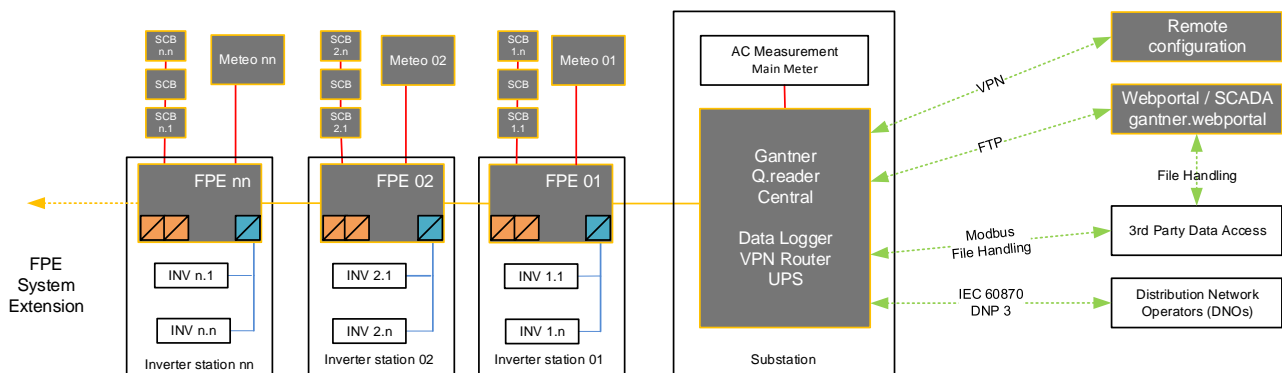 SCB
n.n
SCB
SCB
n.1
Meteo nn
FPE nn
INV n.1
INV n.n
Inverter station nn
FPE
System
Extension
SCB
2.n
SCB
SCB
2.1
Meteo 02
FPE 02
INV 2.1
INV 2.n
Inverter station 02
SCB
1.n
SCB
SCB
1.1
Meteo 01
FPE 01
INV 1.1
INV 1.n
Inverter station 01
AC Measurement
Main Meter
Gantner
Q.reader
Central
Data Logger
VPN Router
UPS
Substation
VPN
FTP
Modbus
File Handling
IEC 60870
DNP 3
Remote
configuration
Webportal / SCADA
gantner.webportal
File Handling
3rd Party Data Access
Distribution Network
Operators (DNOs)